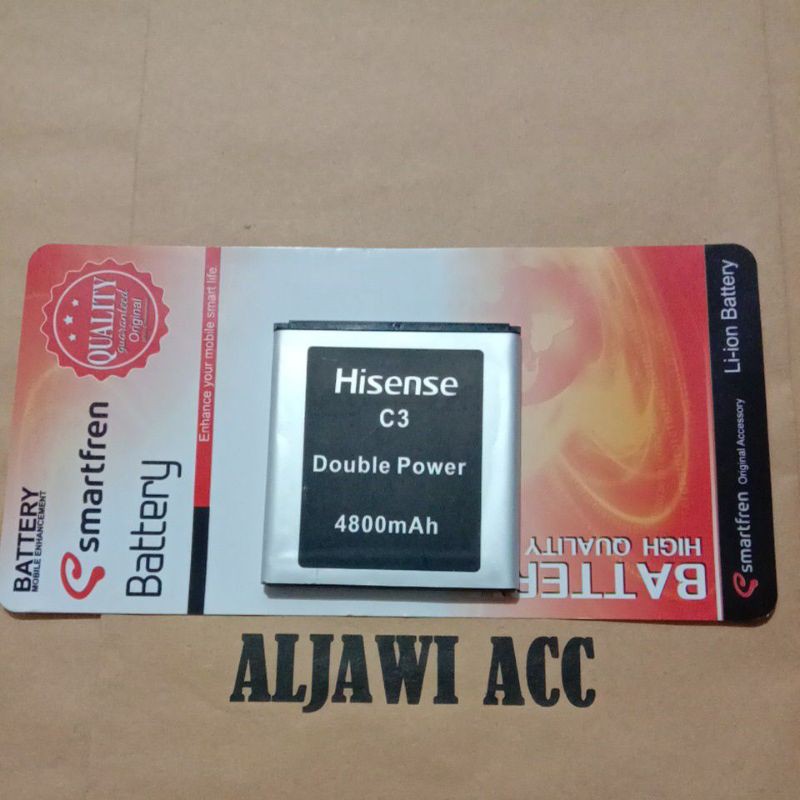 QUALITY
guaranteed
Original
BATTERY
MOBILE ENHANCEMENT
smartfren
Battery
Enhance your mobile smart life.
Hisense
C3
Double Power
4800mAh
BATTER
HIGH QUALITY
smartfren Original Accessory
Li-ion Battery
ALJAWI ACC